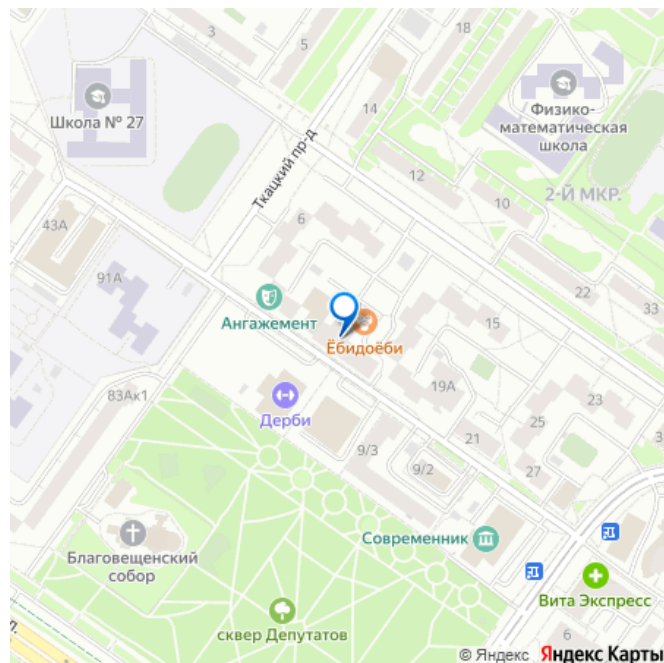 3
5
18
Школа № 27
14
Физико-
математическая
школа
Ткацкий пр-д
12
10
2-Й МКР.
43А
6
91А
22
33
Ангажемент
Ёбидоёби
15
83Ак1
19А
23
Дерби
25
21
9/3
9/2
27
3
Современник
Благовещенский
собор
Вита Экспресс
сквер Депутатов
6
л.
© Яндекс Яндекс Карты